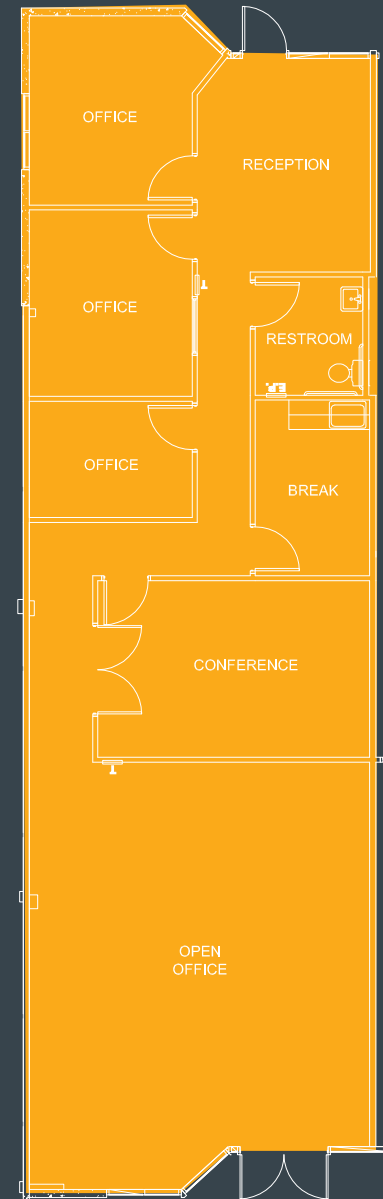 OFFICE
RECEPTION
OFFICE
T
RESTROOM
E.P.
OFFICE
BREAK
CONFERENCE
T
OPEN
OFFICE